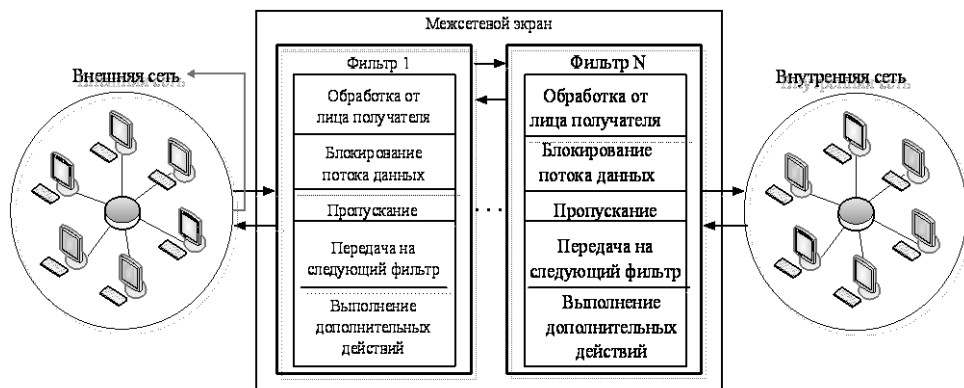 Межсетевой экран
Внешняя сеть
Фильтр 1
Обработка от
лица получателя
Блокирование
потока данных
Пропускание
Передача на
следующий фильтр
Выполнение
дополнительных
действий
. . .
Фильтр N
Обработка от
лица получателя
Блокирование
потока данных
Пропускание
Передача на
следующий фильтр
Выполнение
дополнительных
действий
Внутренняя сеть